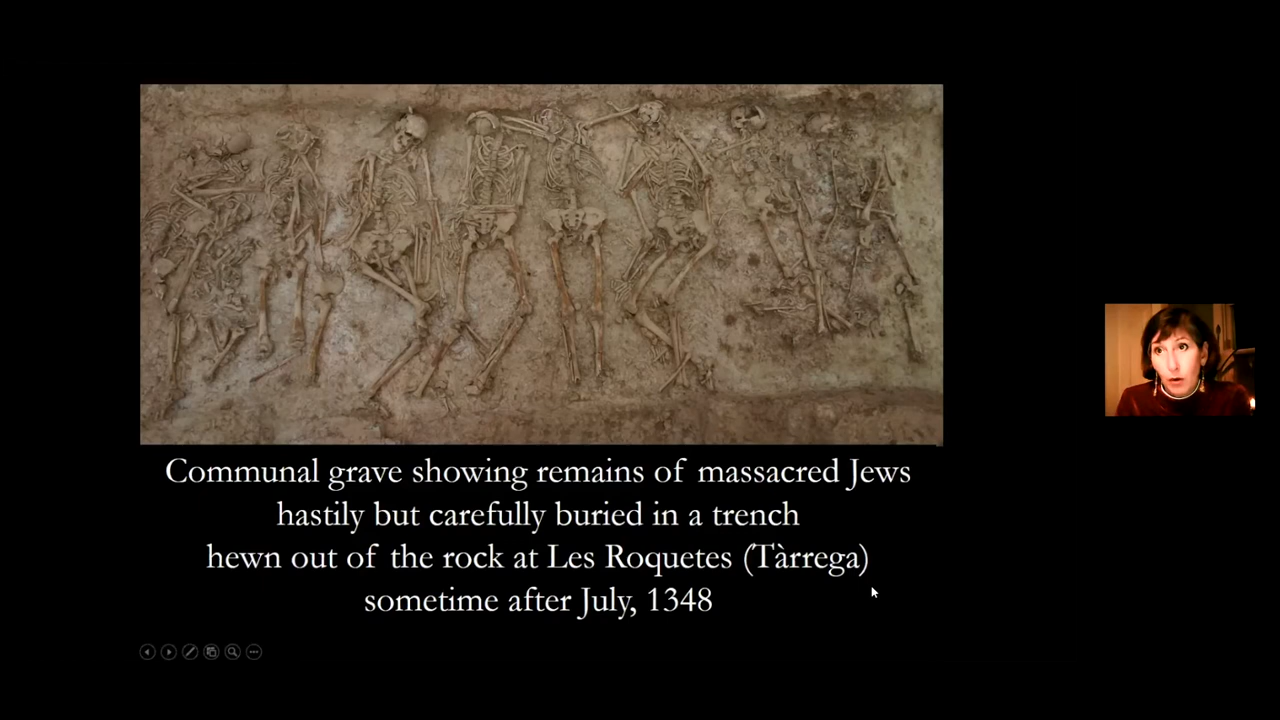 Communal grave showing remains of massacred Jews
hastily but carefully buried in a trench
hewn out of the rock at Les Roquetes (Tàrrega)
sometime after July, 1348